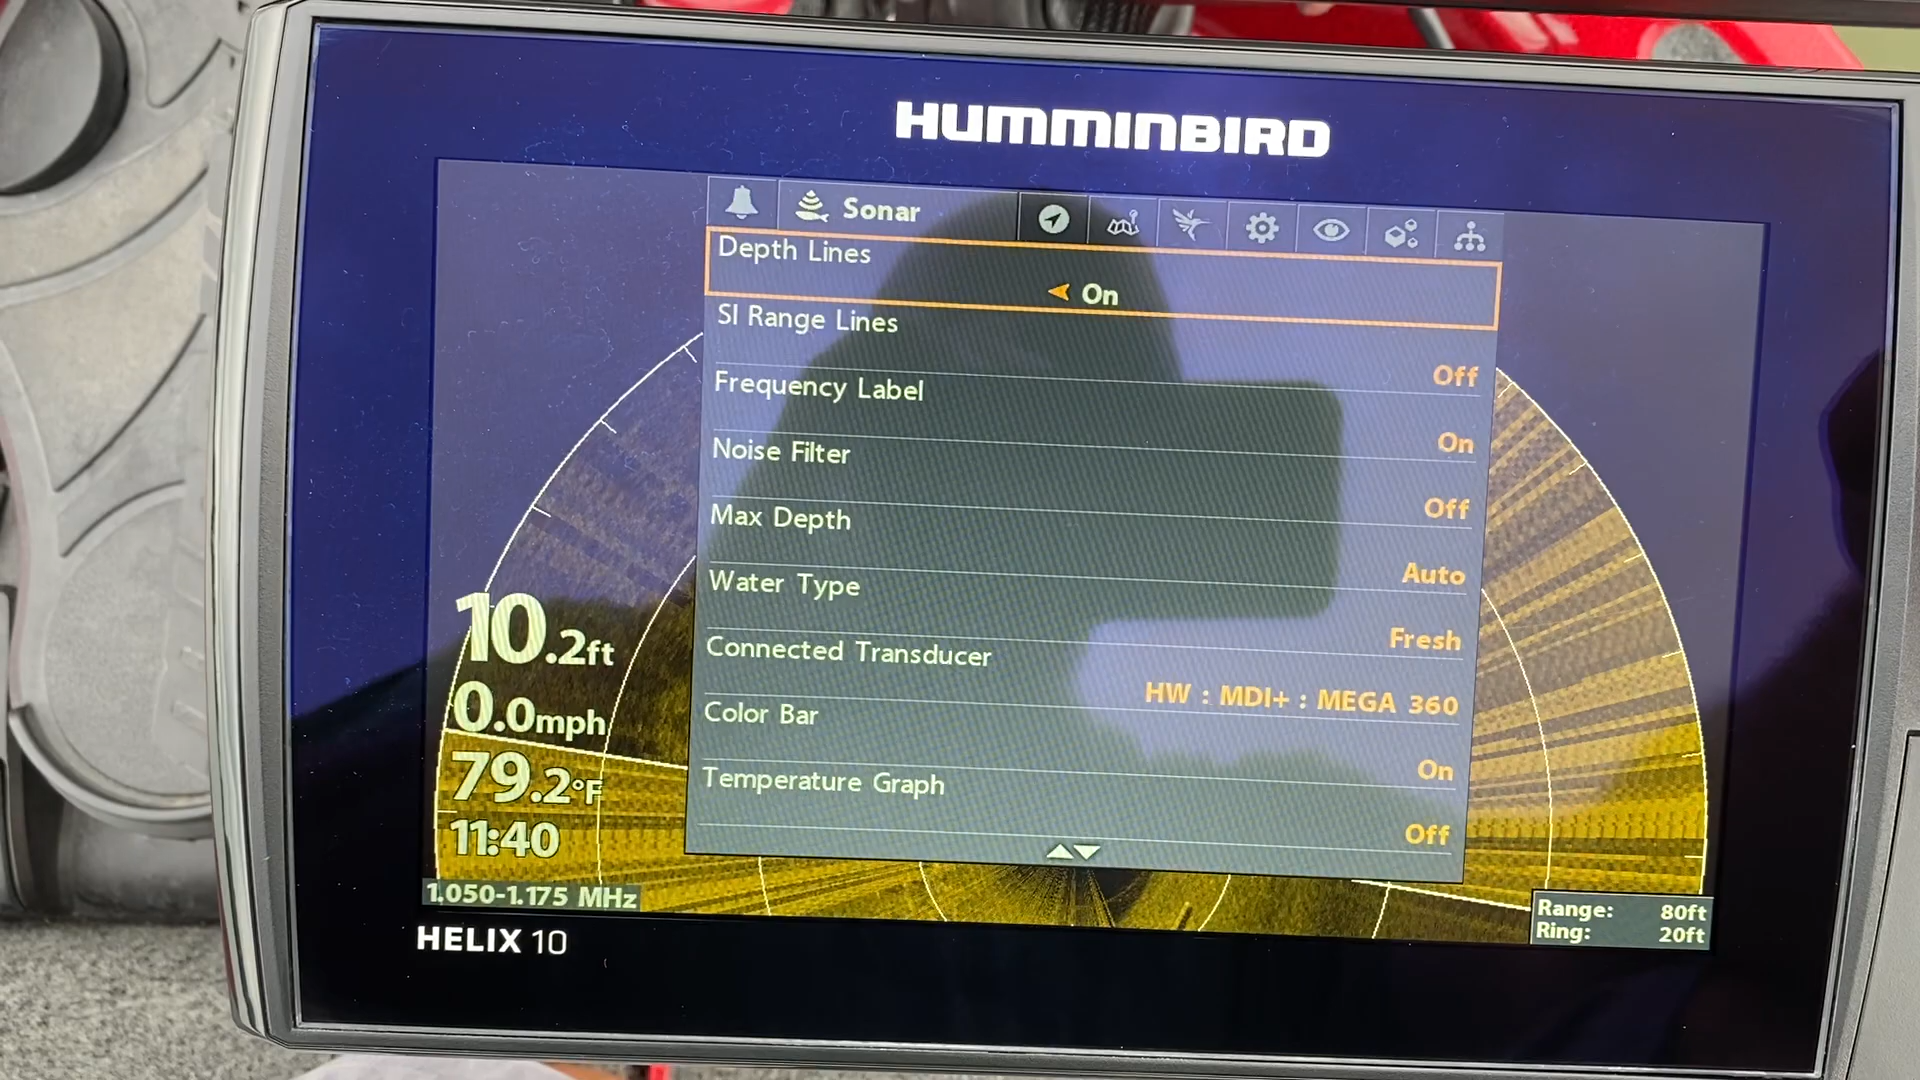 HUMMINBIRD
Sonar
Depth Lines
On
SI Range Lines
Off
Frequency Label
On
Noise Filter
Off
Max Depth
Auto
Water Type
Fresh
Connected Transducer
HW : MDI+ : MEGA 360
Color Bar
On
Temperature Graph
Off
10.2ft
0.0mph
79.2°F
11:40
1.050-1.175 MHz
Range: 80ft
Ring: 20ft
HELIX 10